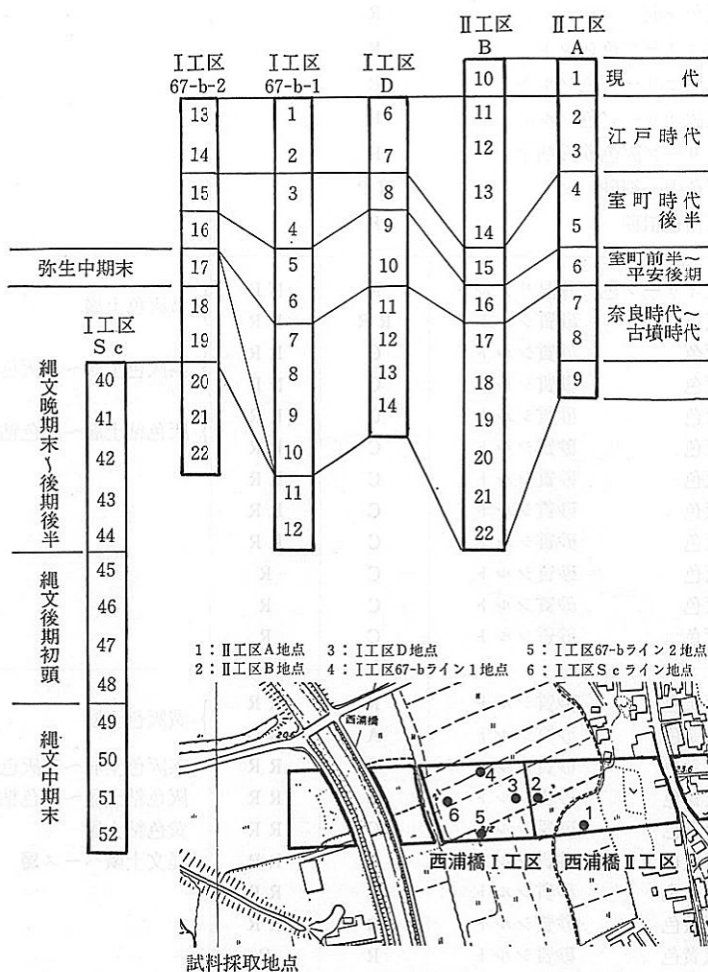 Ⅱ工区 Ⅱ工区
B A
Ⅰ工区 Ⅰ工区 Ⅰ工区
67-b-2 67-b-1 D
10 1 現代
13 1 6 11 2 江戸時代
14 2 7 12 3
15 3 8 13 4 室町時代
後半
16 4 9 14 5
弥生中期末 17 5 10 15 6 室町前半~
平安後期
18 6 11 16 7 奈良時代~
古墳時代
19 7 12 17 8
20 8 13 18 9
21 9 14 19
22 10 20
11 21
12 22
Ⅰ工区
Sc
縄文晩期末~後期後半
40
41
42
43
44
縄文後期初頭
45
46
47
48
縄文中期末
49
50
51
52
1:Ⅱ工区A地点 3:Ⅰ工区D地点 5:Ⅰ工区67-bライン2地点
2:Ⅱ工区B地点 4:Ⅰ工区67-bライン1地点 6:Ⅰ工区Scライン地点
西浦橋
4
6 3 2
5 1
西浦橋Ⅰ工区 西浦橋Ⅱ工区
試料採取地点